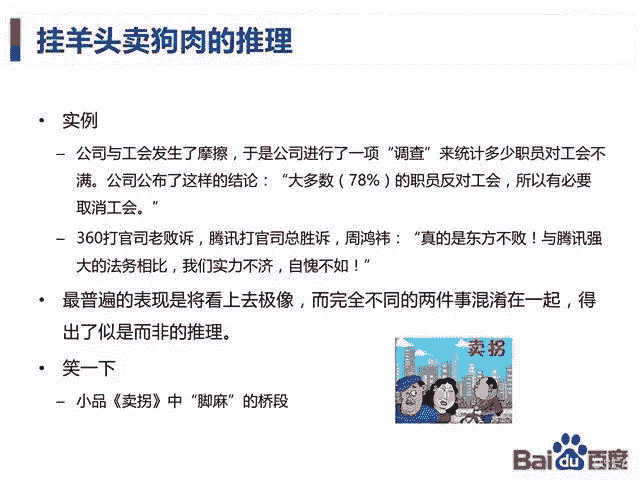 挂羊头卖狗肉的推理
• 实例
– 公司与工会发生了摩擦，于是公司进行了一项“调查”来统计多少职员对工会不
满。公司公布了这样的结论：“大多数（78%）的职员反对工会，所以有必要
取消工会。”
– 360打官司老败诉，腾讯打官司总胜诉，周鸿祎：“真的是东方不败！与腾讯强
大的法务相比，我们实力不济，自愧不如！”
• 最普遍的表现是将看上去极像，而完全不同的两件事混淆在一起，得
出了似是而非的推理。
• 笑一下
– 小品《卖拐》中“脚麻”的桥段
卖拐
Bai du 百度